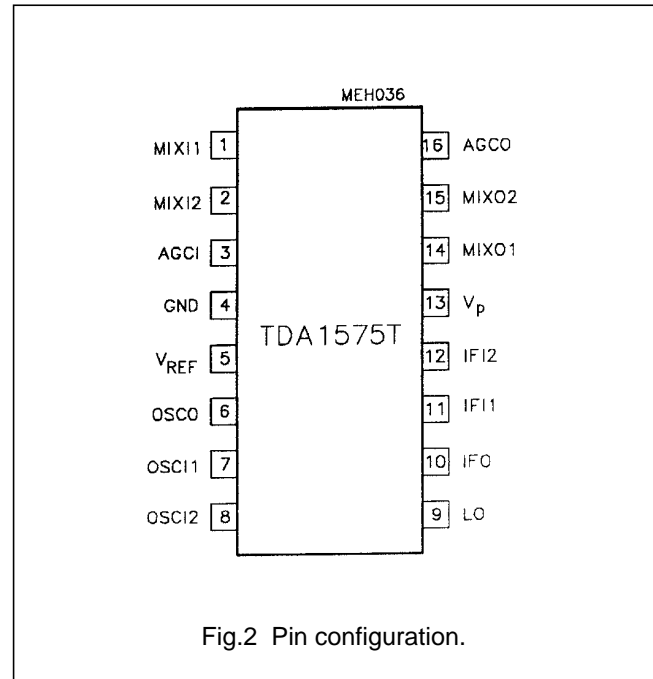 MEH036
MIXI1 1
MIXI2 2
AGCI 3
GND 4
VREF 5
OSCO 6
OSCI1 7
OSCI2 8
TDA1575T
16 AGCO
15 MIXO2
14 MIXO1
13 Vp
12 IFI2
11 IFI1
10 IFO
9 LO
Fig.2 Pin configuration.